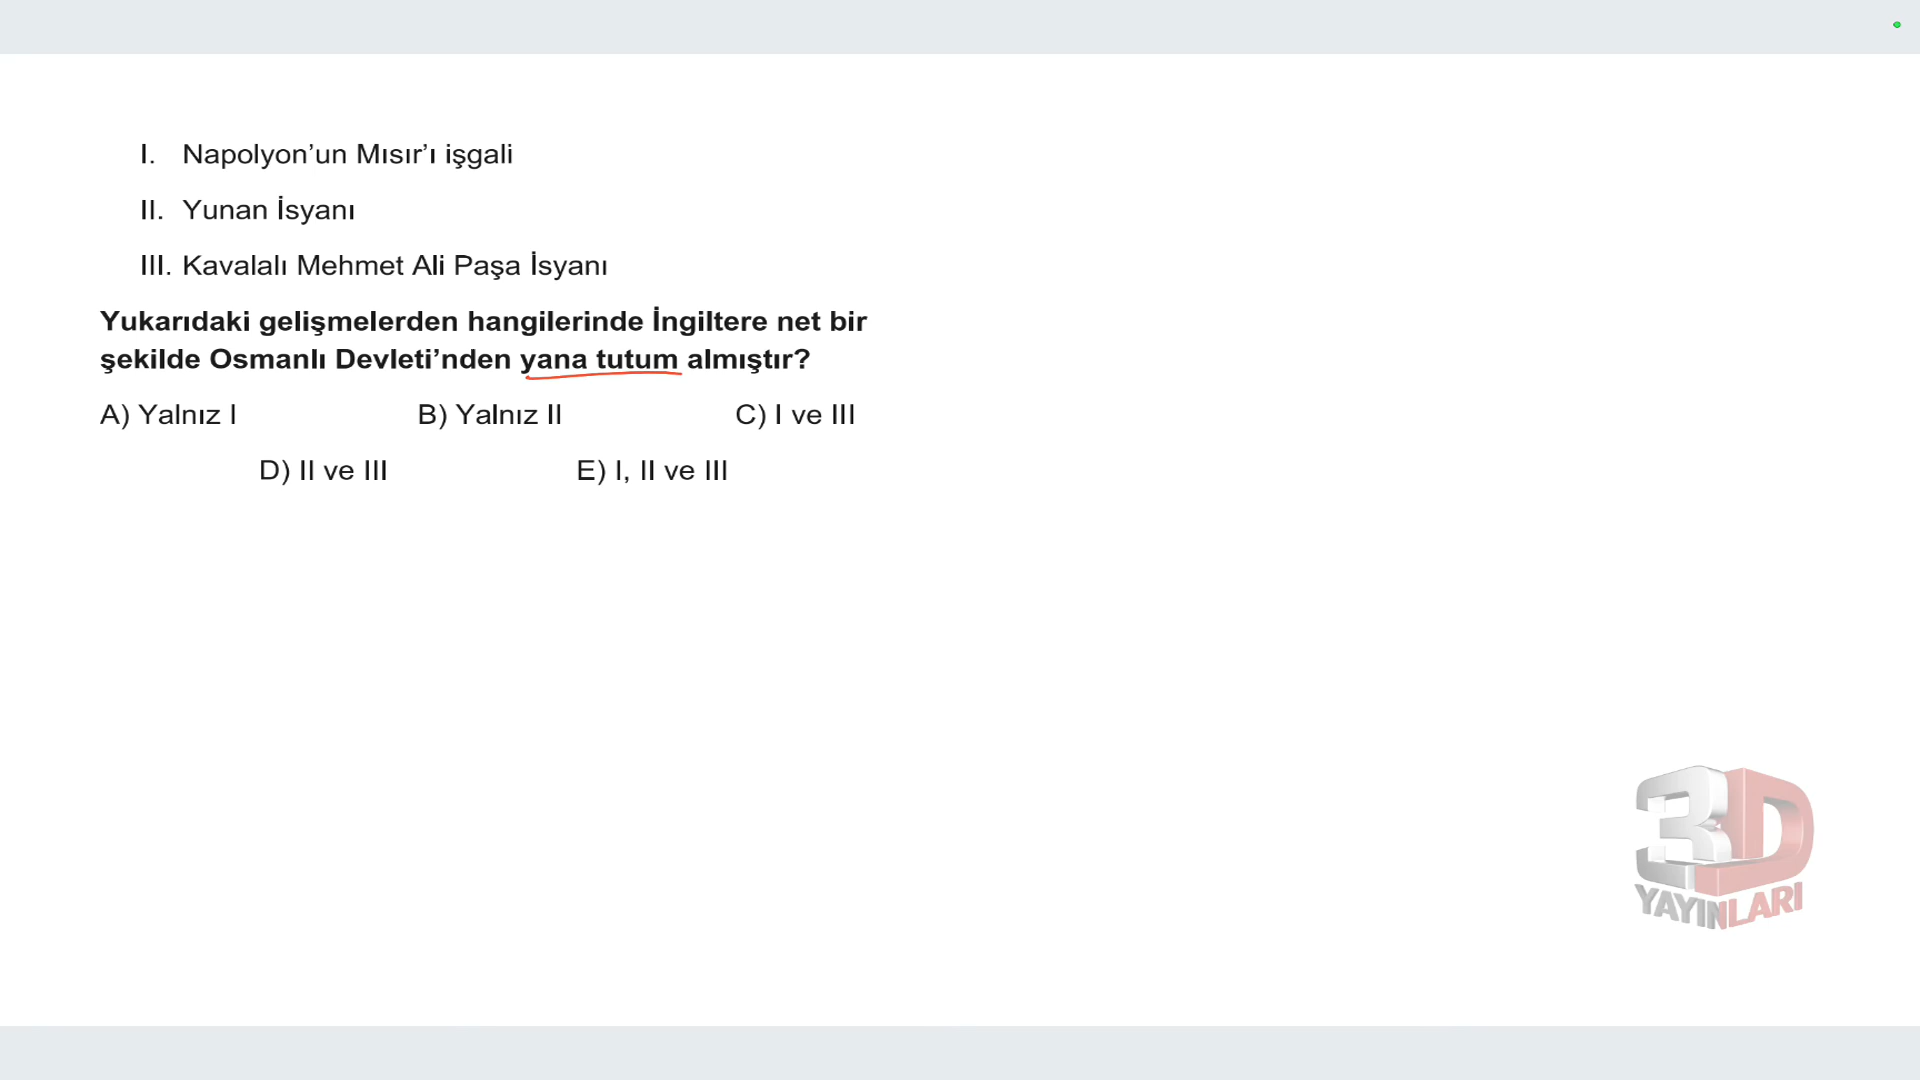 I. Napolyon’un Mısır’ı işgali
II. Yunan İsyanı
III. Kavalalı Mehmet Ali Paşa İsyanı
Yukarıdaki gelişmelerden hangilerinde İngiltere net bir
şekilde Osmanlı Devleti’nden yana tutum almıştır?
A) Yalnız I B) Yalnız II C) I ve III
D) II ve III E) I, II ve III
3D
YAYINLARI